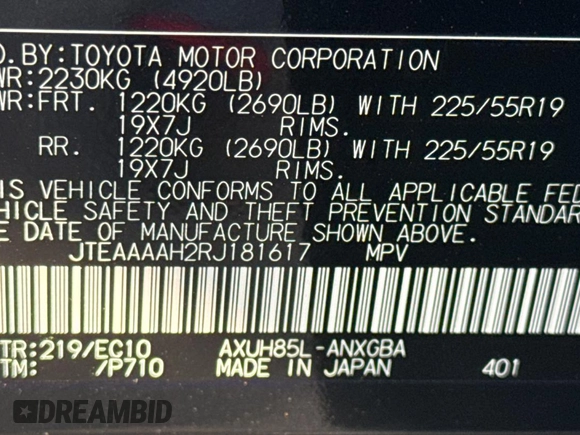 D.BY:TOYOTA MOTOR CORPORATION
WR:2230KG (4920LB)
WR:FRT. 1220KG (2690LB) WITH 225/55R19
19X7J RIMS.
RR. 1220KG (2690LB) WITH 225/55R19
19X7J RIMS.
IS VEHICLE CONFORMS TO ALL APPLICABLE FED
HICLE SAFETY AND THEFT PREVENTION STANDAR
E DATE OF MANUFACTURE SHOWN ABOVE.
JTEAAAAH2RJ181617 MPV
TR:219/EC10 AXUH85L-ANXGBA
TM: /P710 MADE IN JAPAN 401
DREAMBID